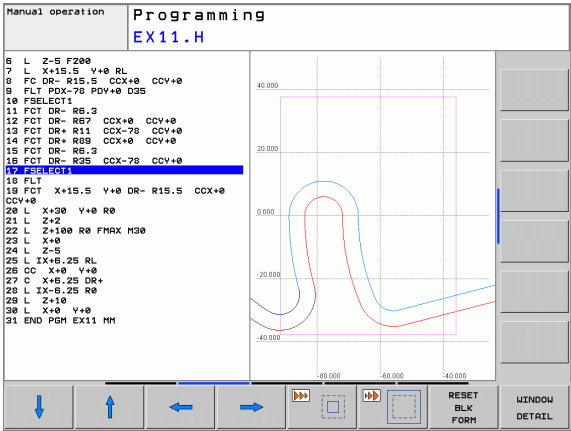 Manual operation
Programming
EX11.H
6 L Z-5 F200
7 L X+15.5 Y+0 RL
8 FC DR- R15.5 CCX+0 CCY+0
9 FLT PDX-78 PDY+0 D35
10 FSELECT1
11 FCT DR- R6.3
12 FCT DR- R67 CCX+0 CCY+0
13 FCT DR+ R11 CCX-78 CCY+0
14 FCT DR+ R89 CCX+0 CCY+0
15 FCT DR- R6.3
16 FCT DR- R35 CCX-78 CCY+0
17 FSELECT1
18 FLT
19 FCT X+15.5 Y+0 DR- R15.5 CCX+0
CCY+0
20 L X+30 Y+0 R0
21 L Z+2
22 L Z+100 R0 FMAX M30
23 L X+0 Y+0
24 L Z-5
25 L IX+6.25 RL
26 CC X+0 Y+0
27 C X+6.25 DR+
28 L IX-6.25 R0
29 L Z+10
30 L X+0 Y+0
31 END PGM EX11 MM
40.000
20.000
0.000
-20.000
-40.000
-80.000
-60.000
-40.000
RESET
BLK
FORM
WINDOW
DETAIL